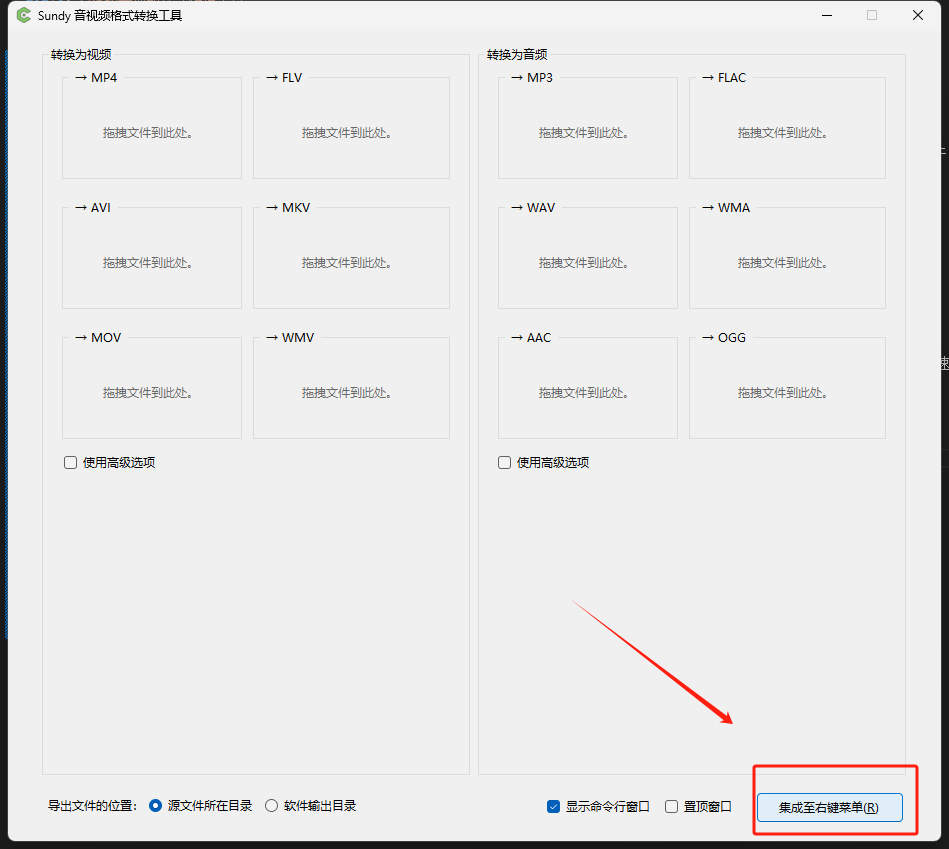 Sundy 音视频格式转换工具
转换为视频
转换为音频
→ MP4
→ FLV
→ MP3
→ FLAC
拖拽文件到此处。
拖拽文件到此处。
拖拽文件到此处。
拖拽文件到此处。
→ AVI
→ MKV
→ WAV
→ WMA
拖拽文件到此处。
拖拽文件到此处。
拖拽文件到此处。
拖拽文件到此处。
→ MOV
→ WMV
→ AAC
→ OGG
拖拽文件到此处。
拖拽文件到此处。
拖拽文件到此处。
拖拽文件到此处。
使用高级选项
使用高级选项
导出文件的位置： 源文件所在目录 软件输出目录 显示命令行窗口 置顶窗口 集成至右键菜单(R)